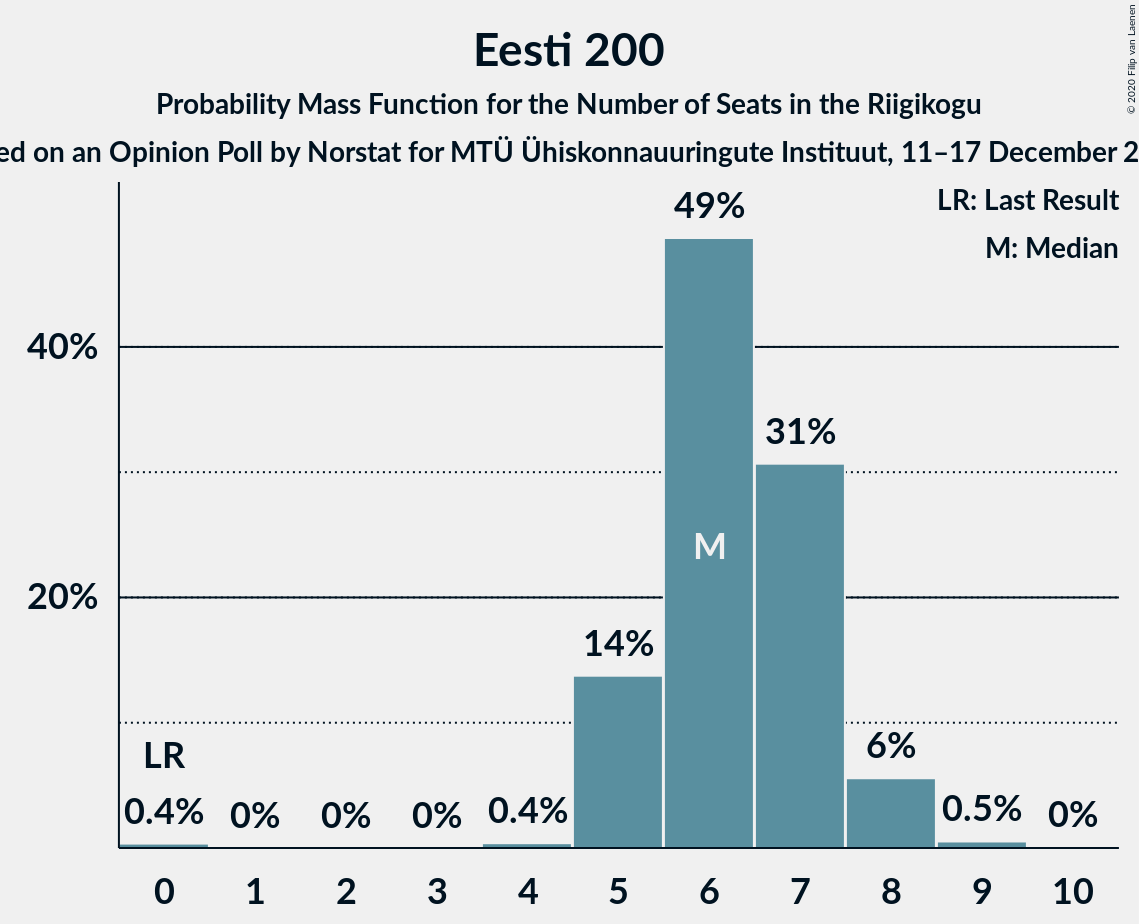 Eesti 200
Probability Mass Function for the Number of Seats in the Riigikogu
ed on an Opinion Poll by Norstat for MTÜ Ühiskonnauuringute Instituut, 11–17 December 2
© 2020 Filip van Laenen
LR: Last Result
M: Median
49%
40%
31%
M
20%
14%
LR
6%
0.4% 0% 0% 0% 0.4% 0.5% 0%
0 1 2 3 4 5 6 7 8 9 10